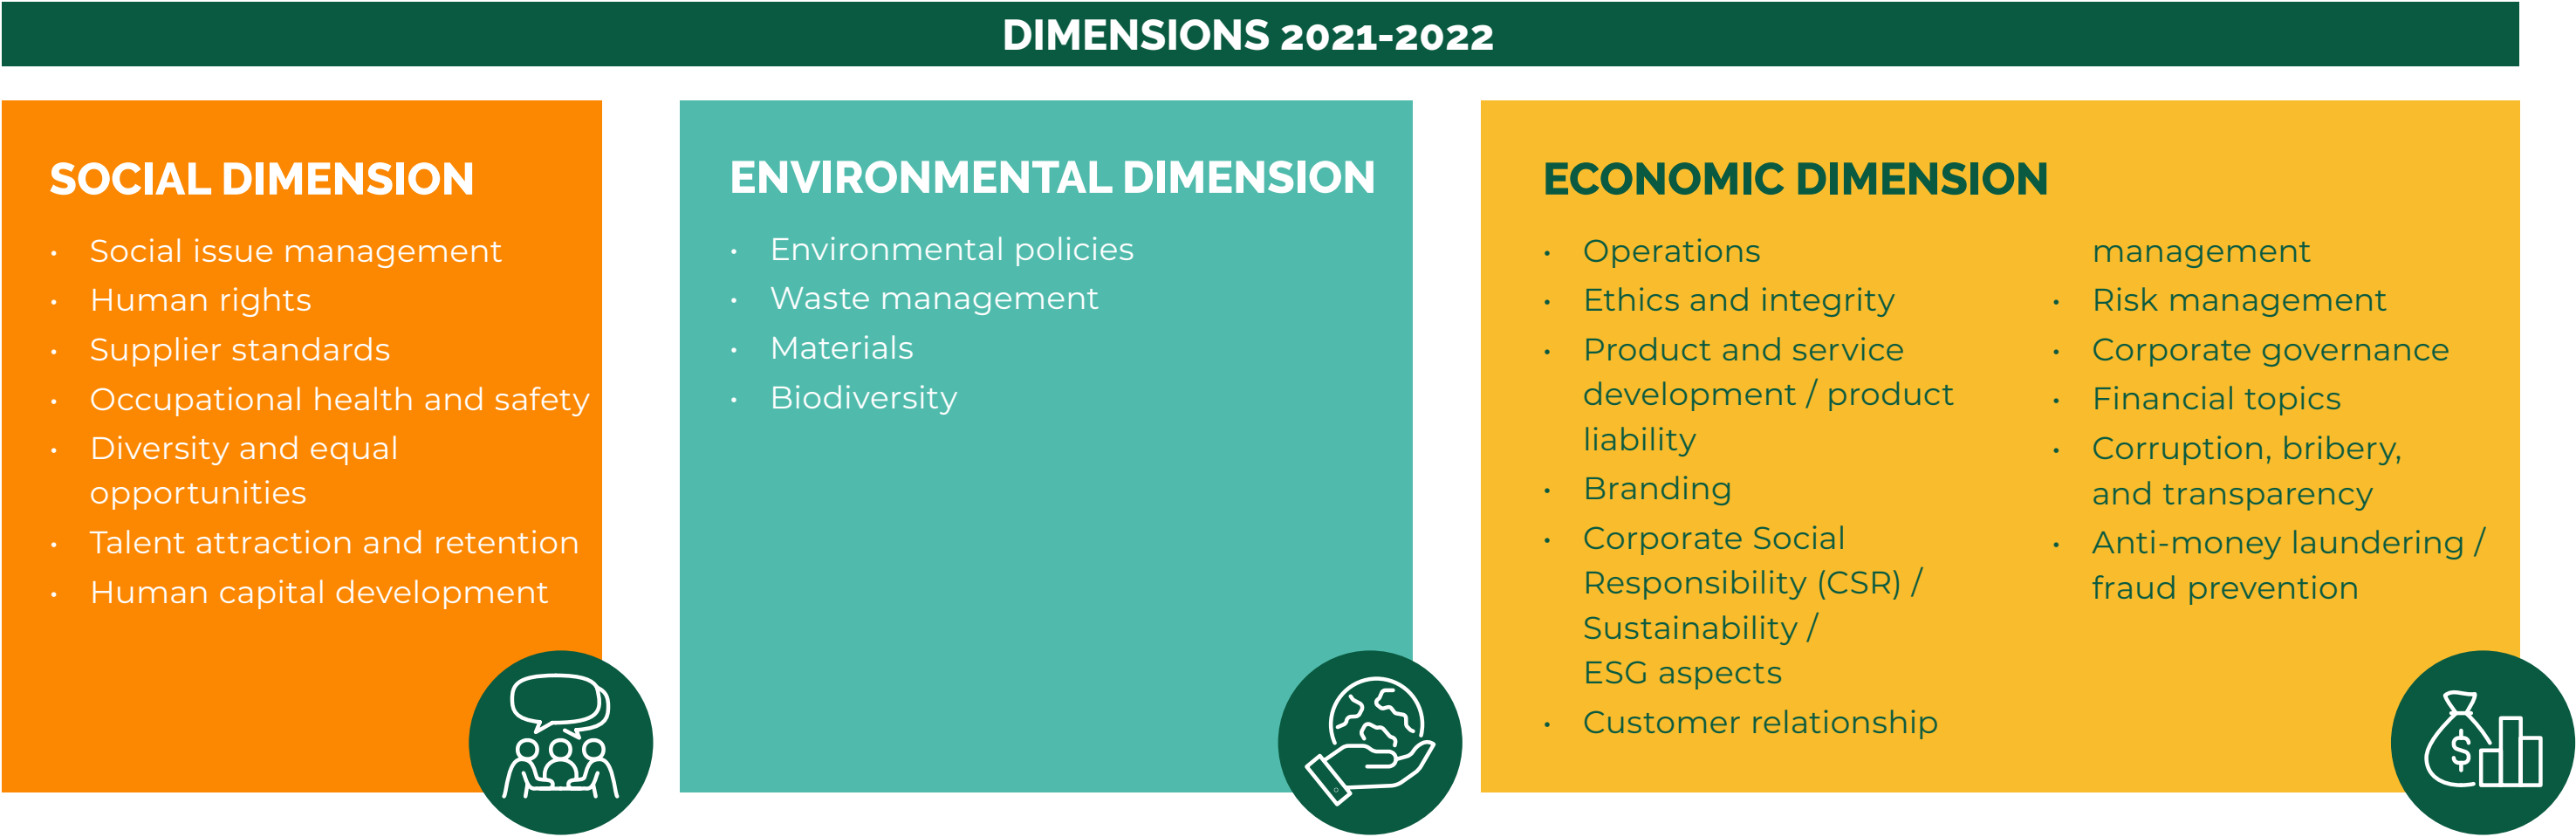 DIMENSIONS 2021-2022
SOCIAL DIMENSION
• Social issue management
• Human rights
• Supplier standards
• Occupational health and safety
• Diversity and equal
opportunities
• Talent attraction and retention
• Human capital development
ENVIRONMENTAL DIMENSION
• Environmental policies
• Waste management
• Materials
• Biodiversity
ECONOMIC DIMENSION
• Operations
• Ethics and integrity
• Product and service
development / product
liability
• Branding
• Corporate Social
Responsibility (CSR) /
Sustainability /
ESG aspects
• Customer relationship
management
• Risk management
• Corporate governance
• Financial topics
• Corruption, bribery,
and transparency
• Anti-money laundering /
fraud prevention
$